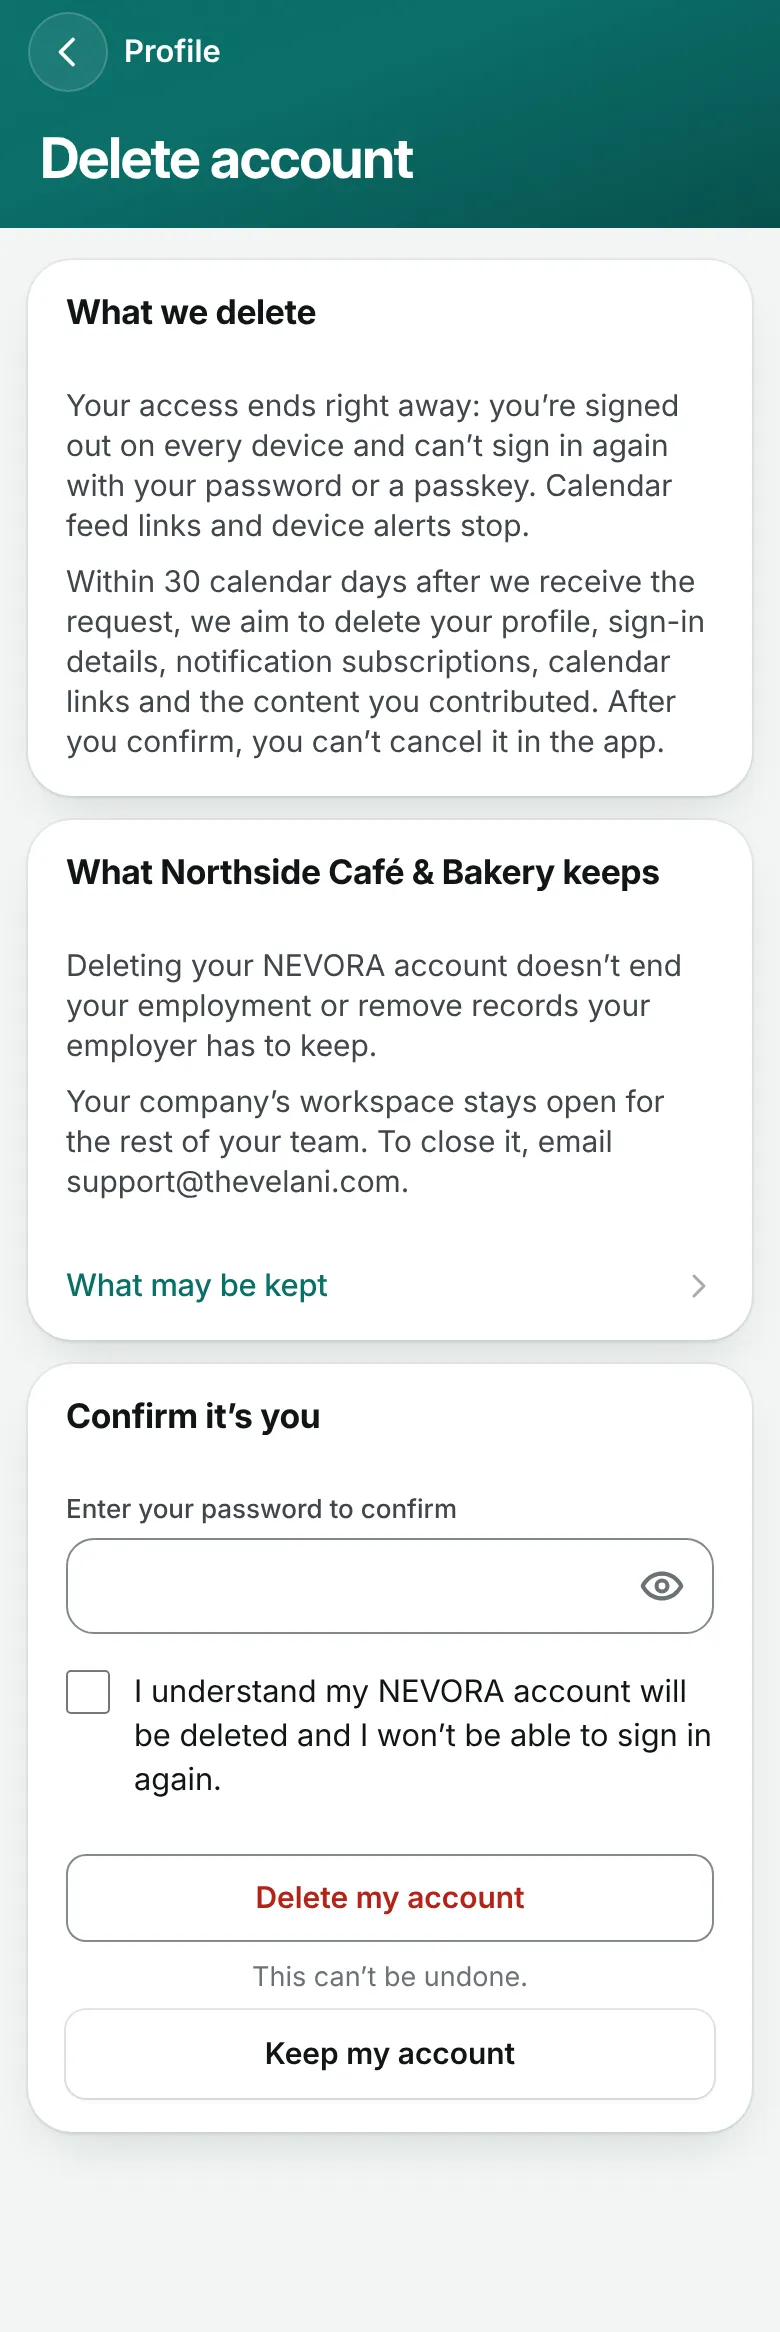 Profile
Delete account
What we delete
Your access ends right away: you’re signed
out on every device and can’t sign in again
with your password or a passkey. Calendar
feed links and device alerts stop.
Within 30 calendar days after we receive the
request, we aim to delete your profile, sign-in
details, notification subscriptions, calendar
links and the content you contributed. After
you confirm, you can’t cancel it in the app.
What Northside Café & Bakery keeps
Deleting your NEVORA account doesn’t end
your employment or remove records your
employer has to keep.
Your company’s workspace stays open for
the rest of your team. To close it, email
support@thevelani.com.
What may be kept
Confirm it’s you
Enter your password to confirm
I understand my NEVORA account will
be deleted and I won’t be able to sign in
again.
Delete my account
This can’t be undone.
Keep my account